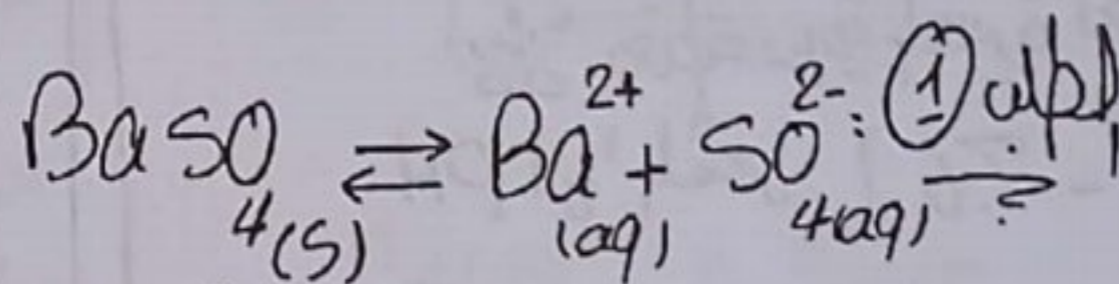 BaSO₄(s) ⇌ Ba²⁺(aq) + SO₄²⁻(aq) : ①